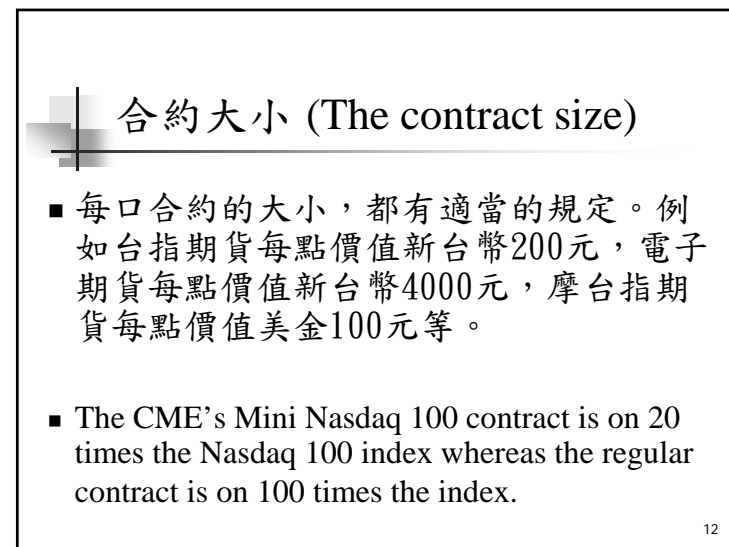 合約大小 (The contract size)
■ 每口合約的大小，都有適當的規定。例
如台指期貨每點價值新台幣200元，電子
期貨每點價值新台幣4000元，摩台指期
貨每點價值美金100元等。
■ The CME’s Mini Nasdaq 100 contract is on 20
times the Nasdaq 100 index whereas the regular
contract is on 100 times the index.
12